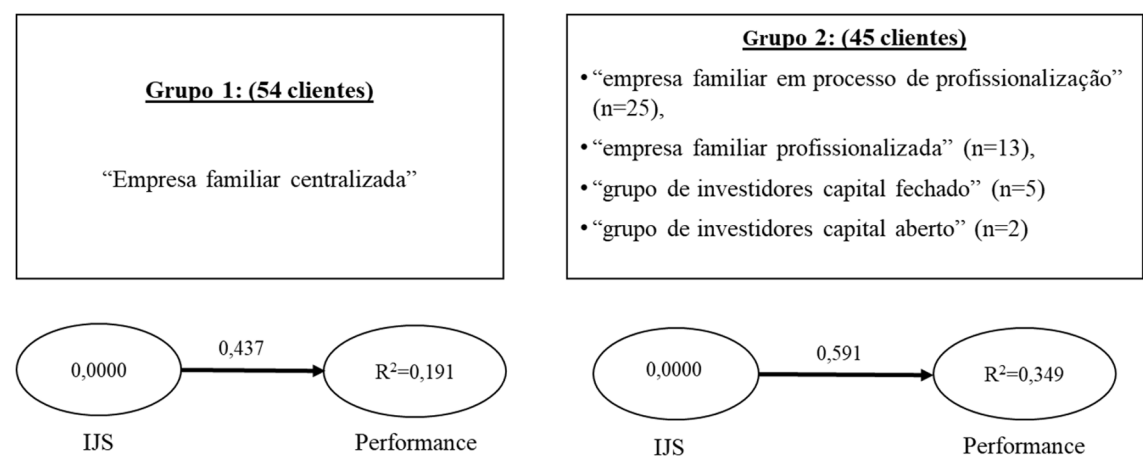 Grupo 1: (54 clientes)
“Empresa familiar centralizada”
Grupo 2: (45 clientes)
• “empresa familiar em processo de profissionalização”
(n=25),
• “empresa familiar profissionalizada” (n=13),
• “grupo de investidores capital fechado” (n=5)
• “grupo de investidores capital aberto” (n=2)
0,0000
0,437
R²=0,191
IJS
Performance
0,0000
0,591
R²=0,349
IJS
Performance